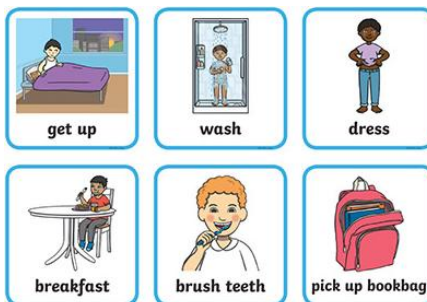 get up
wash
dress
breakfast
brush teeth
pick up bookbag